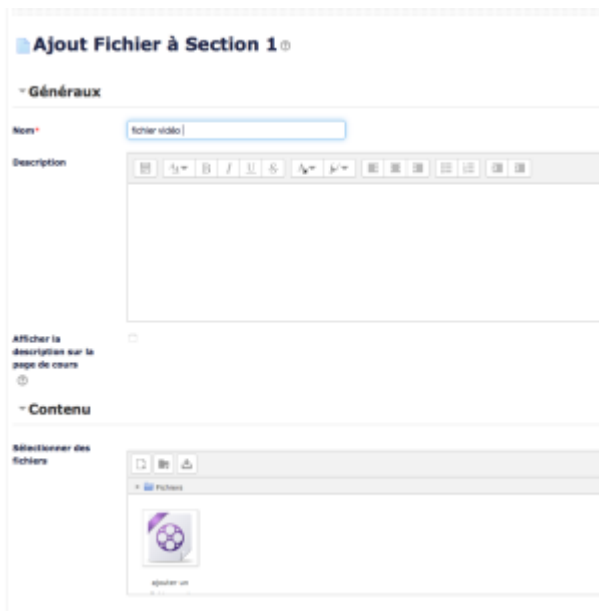 Ajout Fichier à Section 1
Généraux
Nom*
fichier vidéo
Description
Afficher la
description sur la
page de cours
Contenu
Sélectionner des
fichiers
Fichiers
ajouter un